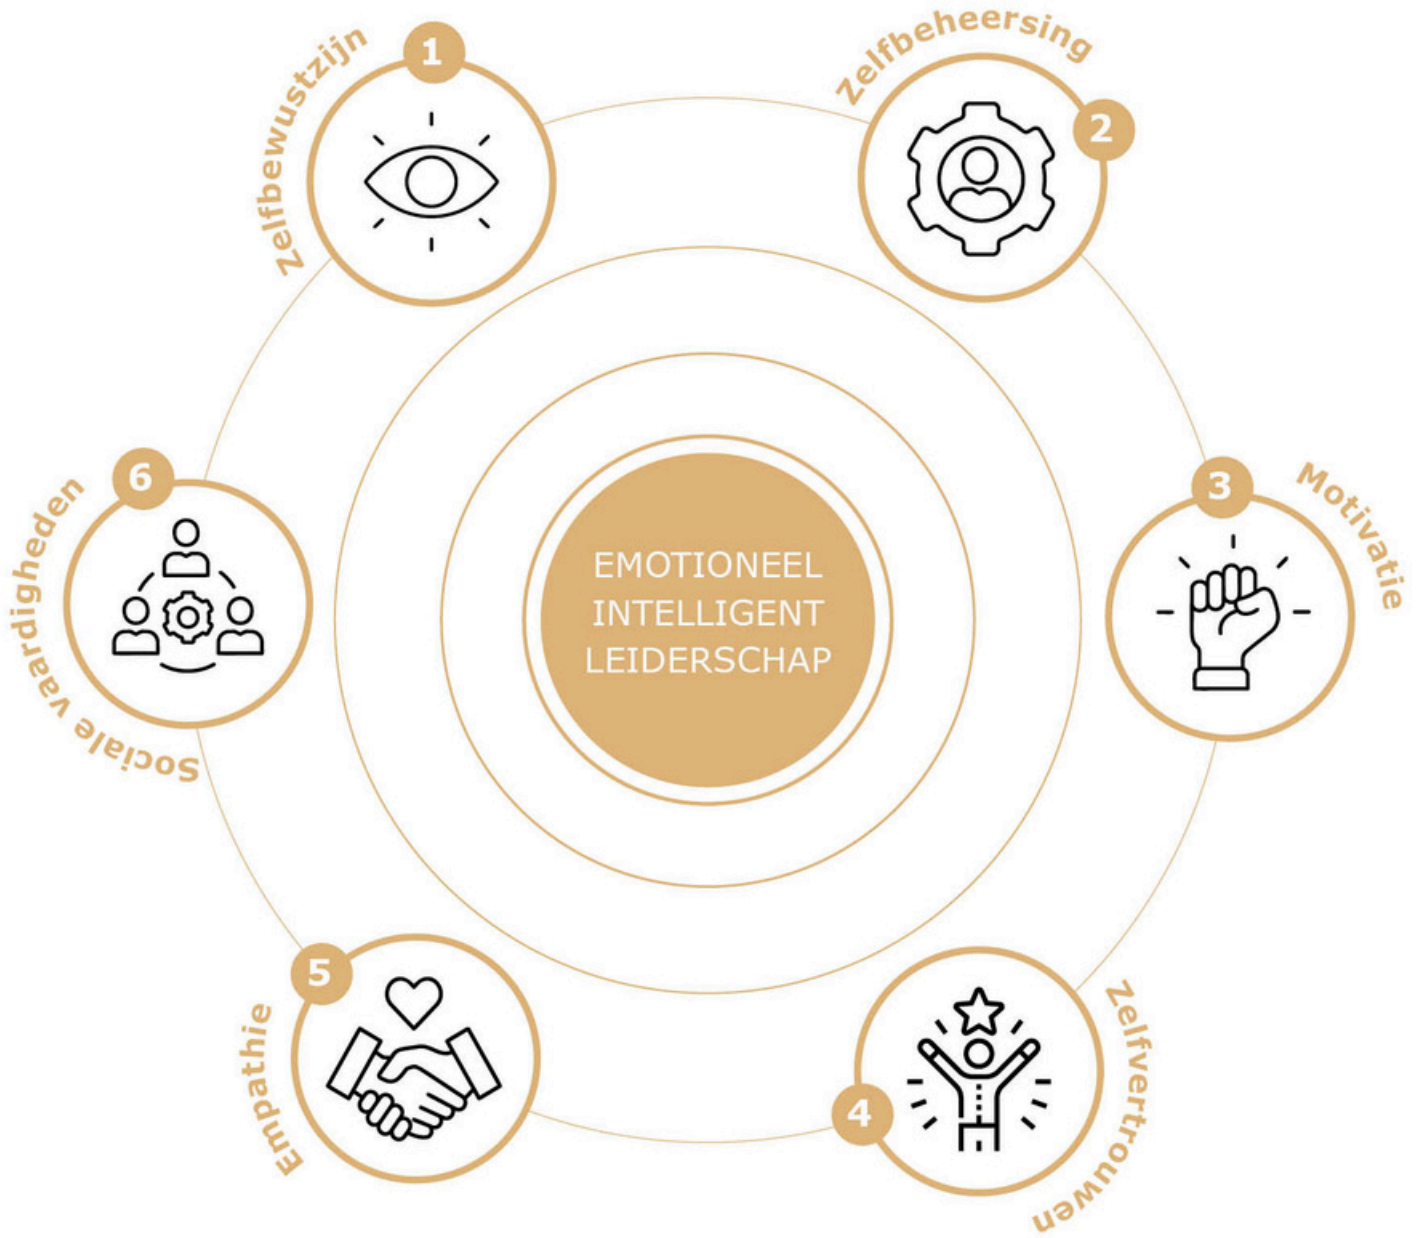 1
Zelfbewustzijn
2
Zelfbeheersing
3
Motivatie
4
Zelfvertrouwen
5
Empathie
6
Sociale vaardigheden
EMOTIONEEL
INTELLIGENT
LEIDERSCHAP